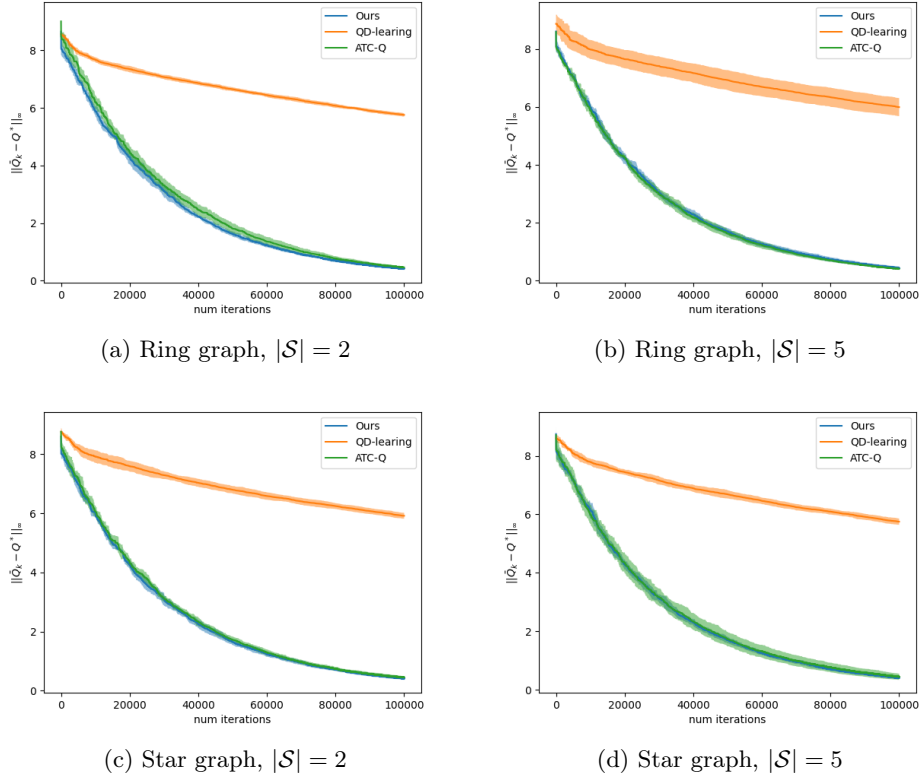 Ours
QD-learing
ATC-Q
||Q̄_k − Q*||_∞
8
6
4
2
0
0 20000 40000 60000 80000 100000
num iterations
(a) Ring graph, |𝒮| = 2
Ours
QD-learing
ATC-Q
||Q̄_k − Q*||_∞
8
6
4
2
0
0 20000 40000 60000 80000 100000
num iterations
(b) Ring graph, |𝒮| = 5
Ours
QD-learing
ATC-Q
||Q̄_k − Q*||_∞
8
6
4
2
0
0 20000 40000 60000 80000 100000
num iterations
(c) Star graph, |𝒮| = 2
Ours
QD-learing
ATC-Q
||Q̄_k − Q*||_∞
8
6
4
2
0
0 20000 40000 60000 80000 100000
num iterations
(d) Star graph, |𝒮| = 5